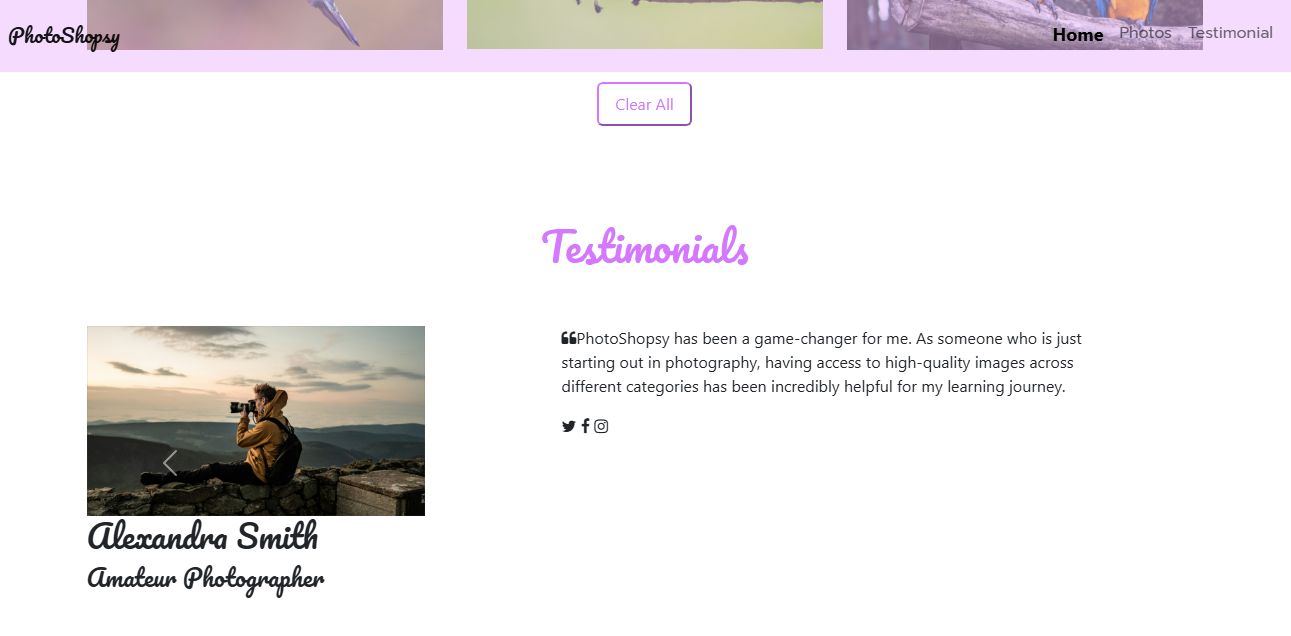 PhotoShopsy
Home Photos Testimonial
Clear All
Testimonials
PhotoShopsy has been a game-changer for me. As someone who is just
starting out in photography, having access to high-quality images across
different categories has been incredibly helpful for my learning journey.
Alexandra Smith
Amateur Photographer